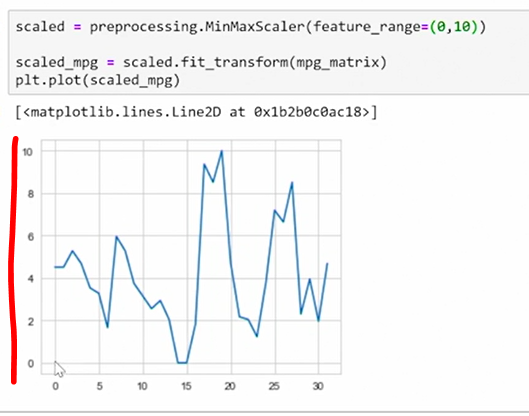 scaled = preprocessing.MinMaxScaler(feature_range=(0,10))
scaled_mpg = scaled.fit_transform(mpg_matrix)
plt.plot(scaled_mpg)
[<matplotlib.lines.Line2D at 0x1b2b0c0ac18>]
10
8
6
4
2
0
0 5 10 15 20 25 30